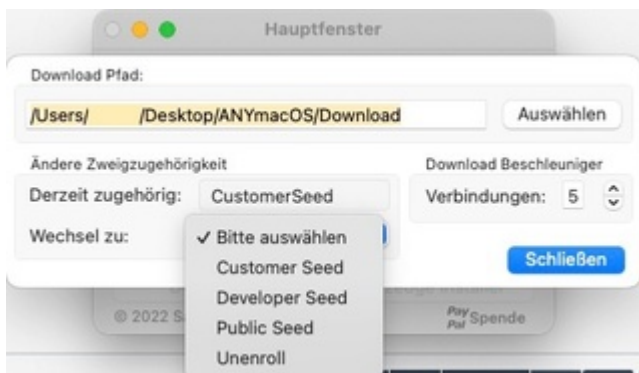 Hauptfenster
Download Pfad:
/Users/ /Desktop/ANYmacOS/Download
Auswählen
Ändere Zweigzugehörigkeit
Download Beschleuniger
Derzeit zugehörig: CustomerSeed
Verbindungen: 5
Wechsel zu:
✓ Bitte auswählen
Customer Seed
Developer Seed
Public Seed
Unenroll
Schließen
© 2022 S
PayPal Spende